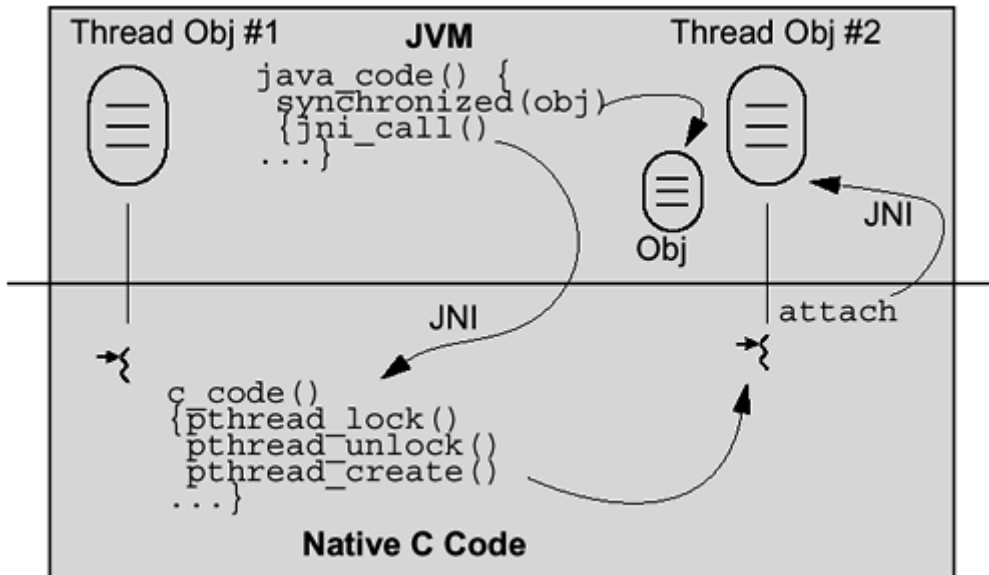 Thread Obj #1
JVM
Thread Obj #2
java_code() {
synchronized(obj)
{jni_call()
...}
Obj
JNI
JNI
attach
c_code()
{pthread_lock()
pthread_unlock()
pthread_create()
...}
Native C Code